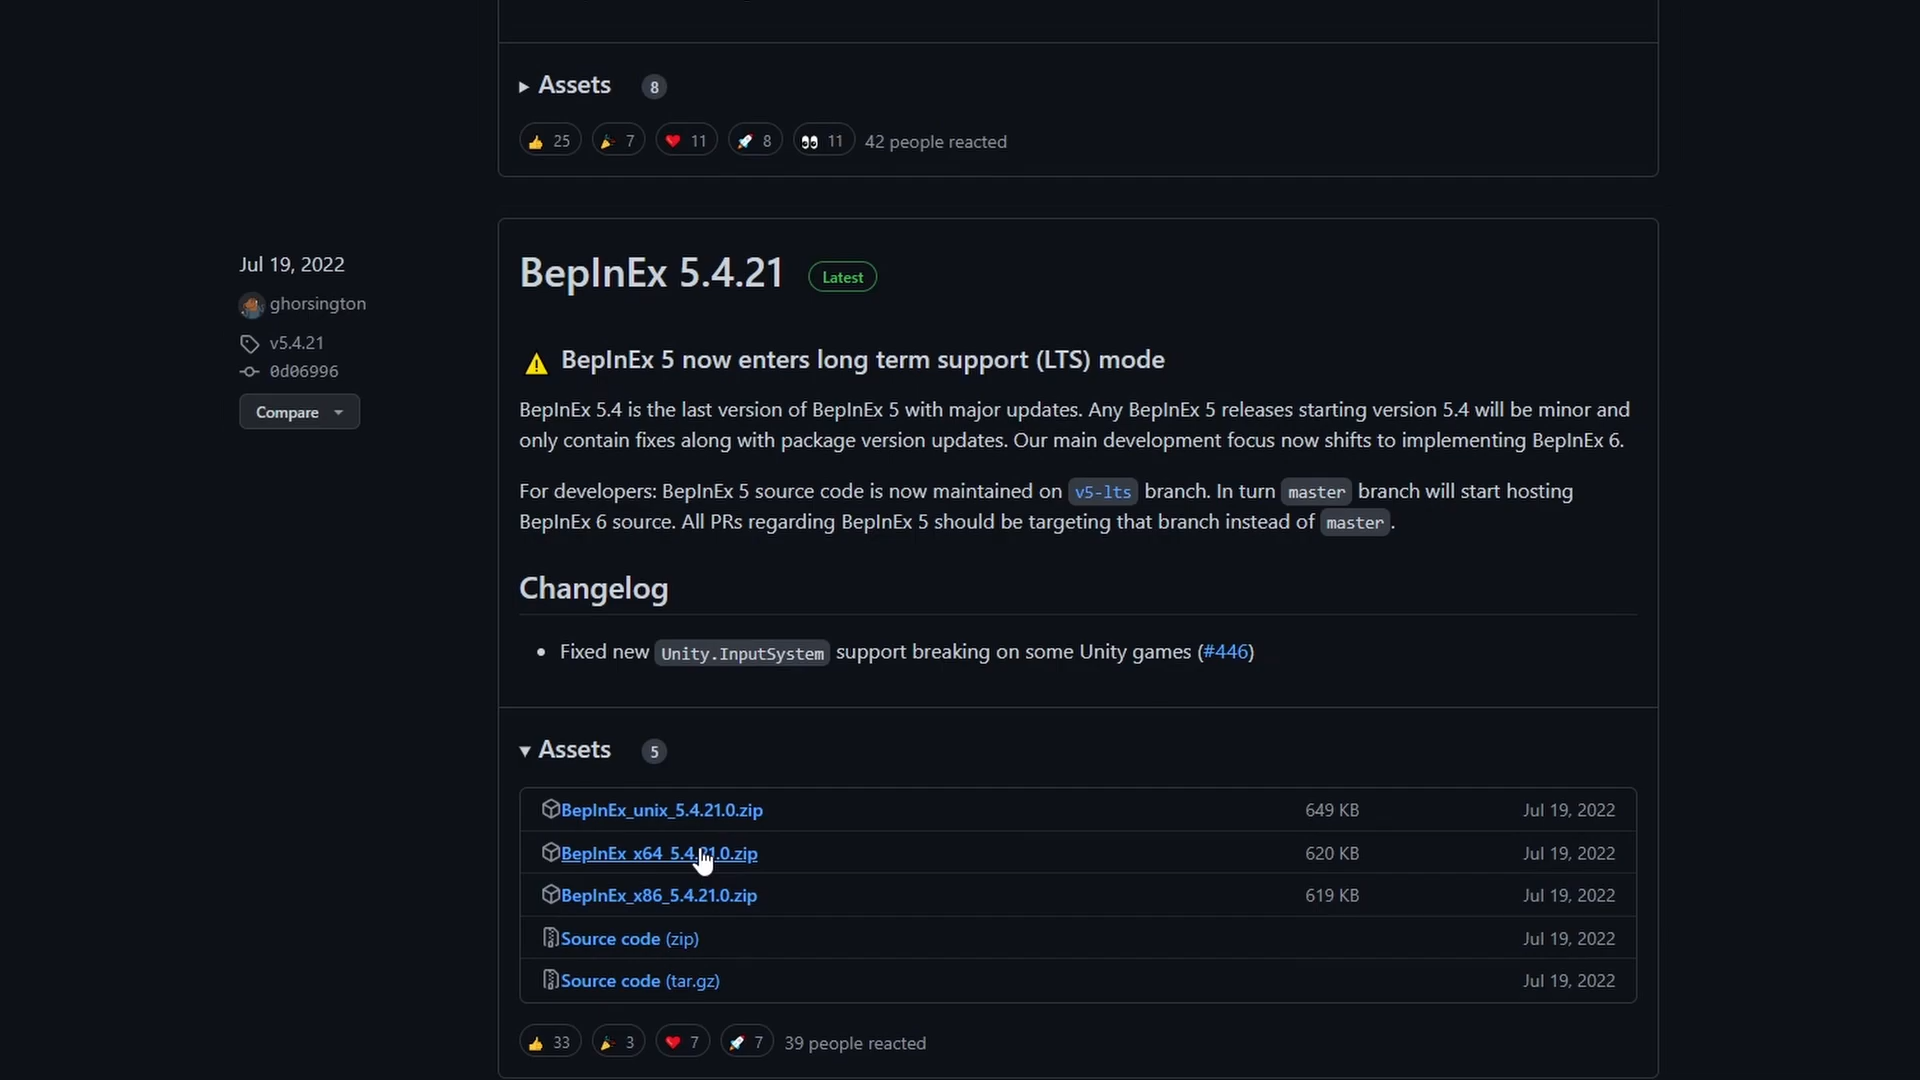 Assets 8
25 7 11 8 11 42 people reacted
Jul 19, 2022
ghorsington
v5.4.21
0d06996
Compare
BepInEx 5.4.21 Latest
BepInEx 5 now enters long term support (LTS) mode
BepInEx 5.4 is the last version of BepInEx 5 with major updates. Any BepInEx 5 releases starting version 5.4 will be minor and
only contain fixes along with package version updates. Our main development focus now shifts to implementing BepInEx 6.
For developers: BepInEx 5 source code is now maintained on v5-lts branch. In turn master branch will start hosting
BepInEx 6 source. All PRs regarding BepInEx 5 should be targeting that branch instead of master.
Changelog
• Fixed new Unity.InputSystem support breaking on some Unity games (#446)
Assets 5
BepInEx_unix_5.4.21.0.zip 649 KB Jul 19, 2022
BepInEx_x64_5.4.21.0.zip 620 KB Jul 19, 2022
BepInEx_x86_5.4.21.0.zip 619 KB Jul 19, 2022
Source code (zip) Jul 19, 2022
Source code (tar.gz) Jul 19, 2022
33 3 7 7 39 people reacted